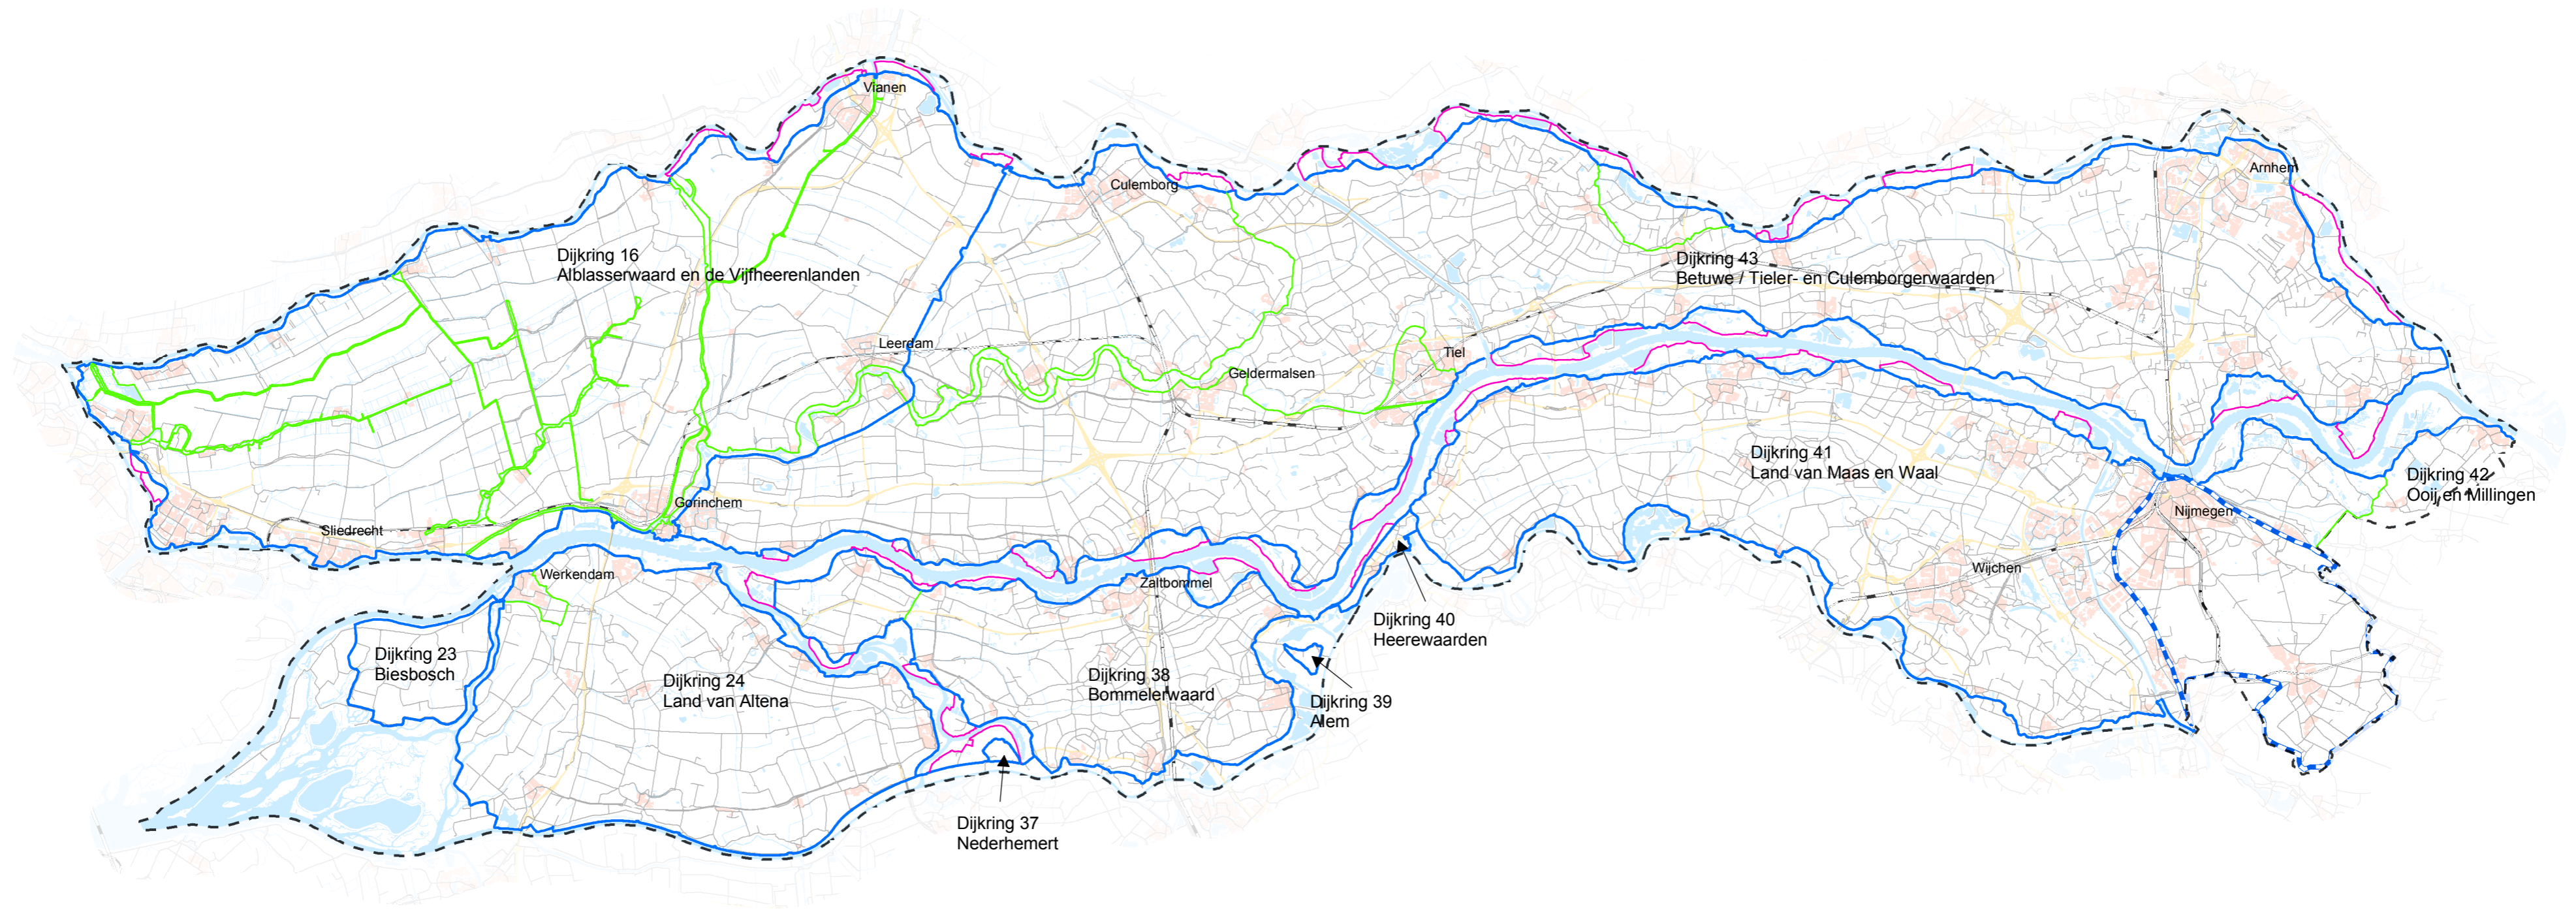 Vianen
Arnhem
Culemborg
Dijkring 16
Alblasserwaard en de Vijfheerenlanden
Dijkring 43
Betuwe / Tieler- en Culemborgerwaarden
Leerdam
Tiel
Geldermalsen
Dijkring 41
Land van Maas en Waal
Dijkring 42
Ooij en Millingen
Gorinchem
Nijmegen
Sliedrecht
Werkendam
Zaltbommel
Wijchen
Dijkring 40
Heerewaarden
Dijkring 23
Biesbosch
Dijkring 24
Land van Altena
Dijkring 38
Bommelerwaard
Dijkring 39
Alem
Dijkring 37
Nederhemert